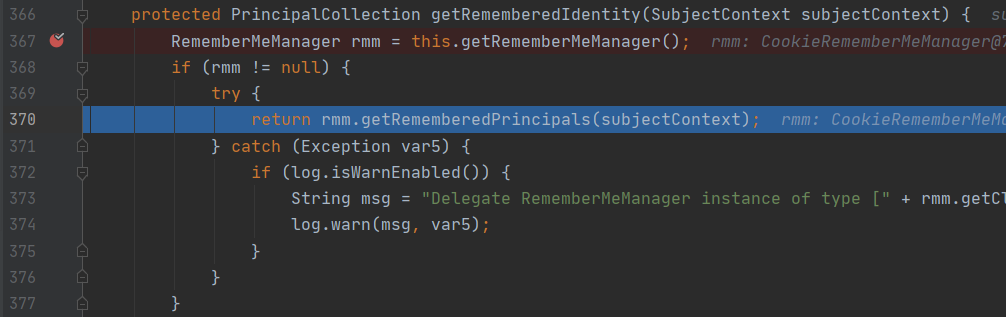 366 protected PrincipalCollection getRememberedIdentity(SubjectContext subjectContext) {
367 RememberMeManager rmm = this.getRememberMeManager(); rmm: CookieRememberMeManager@
368 if (rmm != null) {
369 try {
370 return rmm.getRememberedPrincipals(subjectContext); rmm: CookieRememberMeMa
371 } catch (Exception var5) {
372 if (log.isWarnEnabled()) {
373 String msg = "Delegate RememberMeManager instance of type [" + rmm.getCl
374 log.warn(msg, var5);
375 }
376 }
377 }